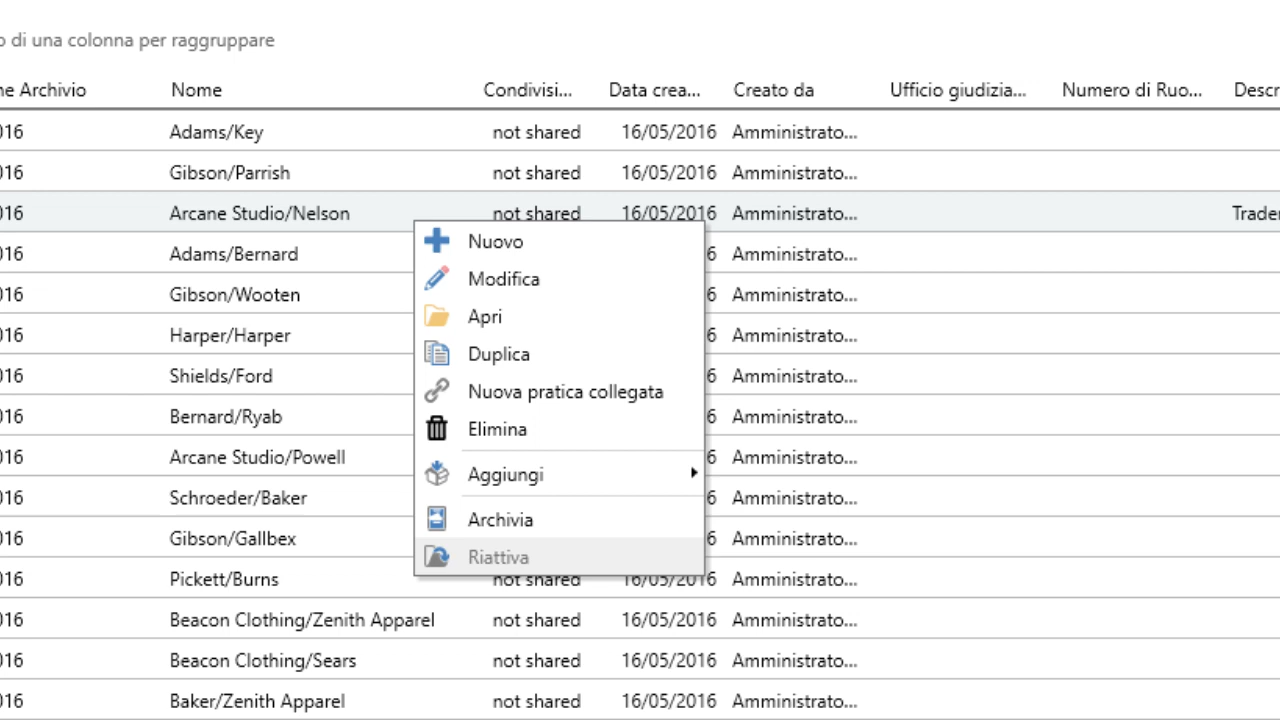 o di una colonna per raggruppare
ne Archivio Nome Condivisi... Data crea... Creato da Ufficio giudizia... Numero di Ruo... Descr
016 Adams/Key not shared 16/05/2016 Amministrato...
016 Gibson/Parrish not shared 16/05/2016 Amministrato...
016 Arcane Studio/Nelson not shared 16/05/2016 Amministrato... Trader
016 Adams/Bernard 6 Amministrato...
016 Gibson/Wooten 6 Amministrato...
016 Harper/Harper 6 Amministrato...
016 Shields/Ford 6 Amministrato...
016 Bernard/Ryab 6 Amministrato...
016 Arcane Studio/Powell 6 Amministrato...
016 Schroeder/Baker 6 Amministrato...
016 Gibson/Gallbex 6 Amministrato...
016 Pickett/Burns not shared 16/05/2016 Amministrato...
016 Beacon Clothing/Zenith Apparel not shared 16/05/2016 Amministrato...
016 Beacon Clothing/Sears not shared 16/05/2016 Amministrato...
016 Baker/Zenith Apparel not shared 16/05/2016 Amministrato...
Nuovo
Modifica
Apri
Duplica
Nuova pratica collegata
Elimina
Aggiungi
Archivia
Riattiva